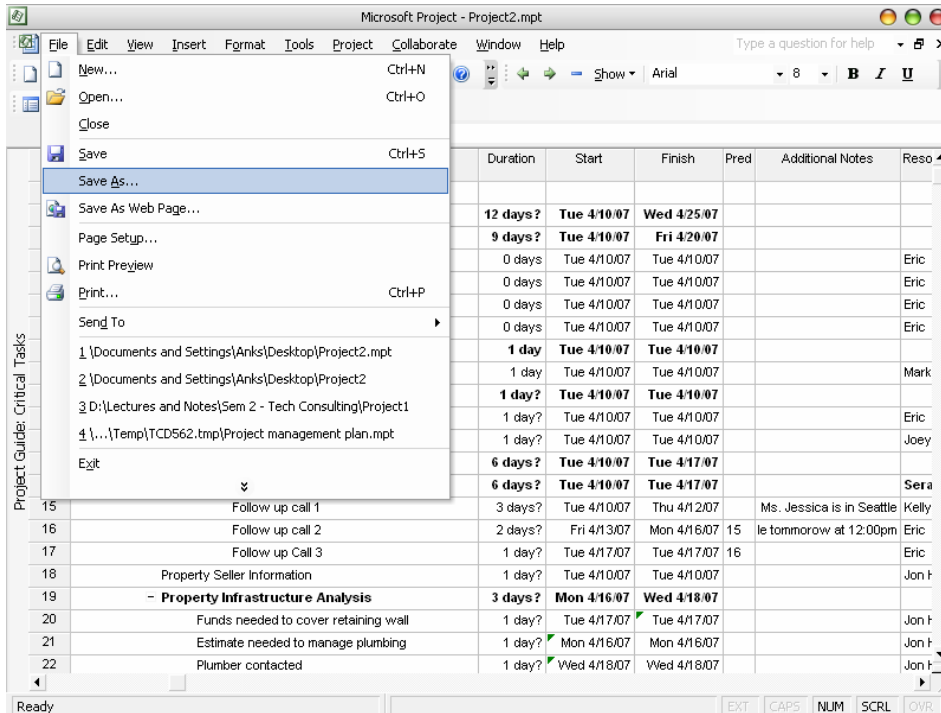 Microsoft Project - Project2.mpt
File Edit View Insert Format Tools Project Collaborate Window Help Type a question for help
New... Ctrl+N Show Arial 8 B I U
Open... Ctrl+O
Close
Save Ctrl+S
Save As...
Save As Web Page...
Page Setup...
Print Preview
Print... Ctrl+P
Send To
1 \Documents and Settings\Anks\Desktop\Project2.mpt
2 \Documents and Settings\Anks\Desktop\Project2
3 D:\Lectures and Notes\Sem 2 - Tech Consulting\Project1
4 \...\Temp\TCD562.tmp\Project management plan.mpt
Exit
Project Guide: Critical Tasks
Duration Start Finish Pred Additional Notes Reso
12 days? Tue 4/10/07 Wed 4/25/07
9 days? Tue 4/10/07 Fri 4/20/07
0 days Tue 4/10/07 Tue 4/10/07 Eric
0 days Tue 4/10/07 Tue 4/10/07 Eric
0 days Tue 4/10/07 Tue 4/10/07 Eric
0 days Tue 4/10/07 Tue 4/10/07 Eric
1 day Tue 4/10/07 Tue 4/10/07
1 day Tue 4/10/07 Tue 4/10/07 Mark
1 day? Tue 4/10/07 Tue 4/10/07
1 day? Tue 4/10/07 Tue 4/10/07 Eric
1 day? Tue 4/10/07 Tue 4/10/07 Joey
6 days? Tue 4/10/07 Tue 4/17/07
6 days? Tue 4/10/07 Tue 4/17/07 Sera
15 Follow up call 1 3 days? Tue 4/10/07 Thu 4/12/07 Ms. Jessica is in Seattle Kelly
16 Follow up call 2 2 days? Fri 4/13/07 Mon 4/16/07 15 le tommorow at 12:00pm Eric
17 Follow up Call 3 1 day? Tue 4/17/07 Tue 4/17/07 16 Eric
18 Property Seller Information 1 day? Tue 4/10/07 Tue 4/10/07 Jon H
19 - Property Infrastructure Analysis 3 days? Mon 4/16/07 Wed 4/18/07
20 Funds needed to cover retaining wall 1 day? Tue 4/17/07 Tue 4/17/07 Jon H
21 Estimate needed to manage plumbing 1 day? Mon 4/16/07 Mon 4/16/07 Jon H
22 Plumber contacted 1 day? Wed 4/18/07 Wed 4/18/07 Jon H
Ready EXT CAPS NUM SCRL OVR